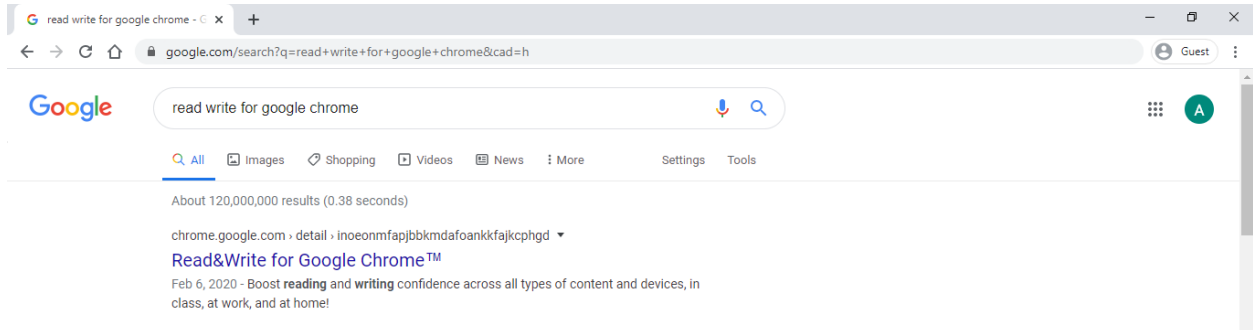 read write for google chrome - G
google.com/search?q=read+write+for+google+chrome&cad=h
Guest
Google
read write for google chrome
A
All Images Shopping Videos News More Settings Tools
About 120,000,000 results (0.38 seconds)
chrome.google.com › detail › inoeonmfapjbbkmdafoankkfajkcphgd
Read&Write for Google Chrome™
Feb 6, 2020 - Boost reading and writing confidence across all types of content and devices, in
class, at work, and at home!